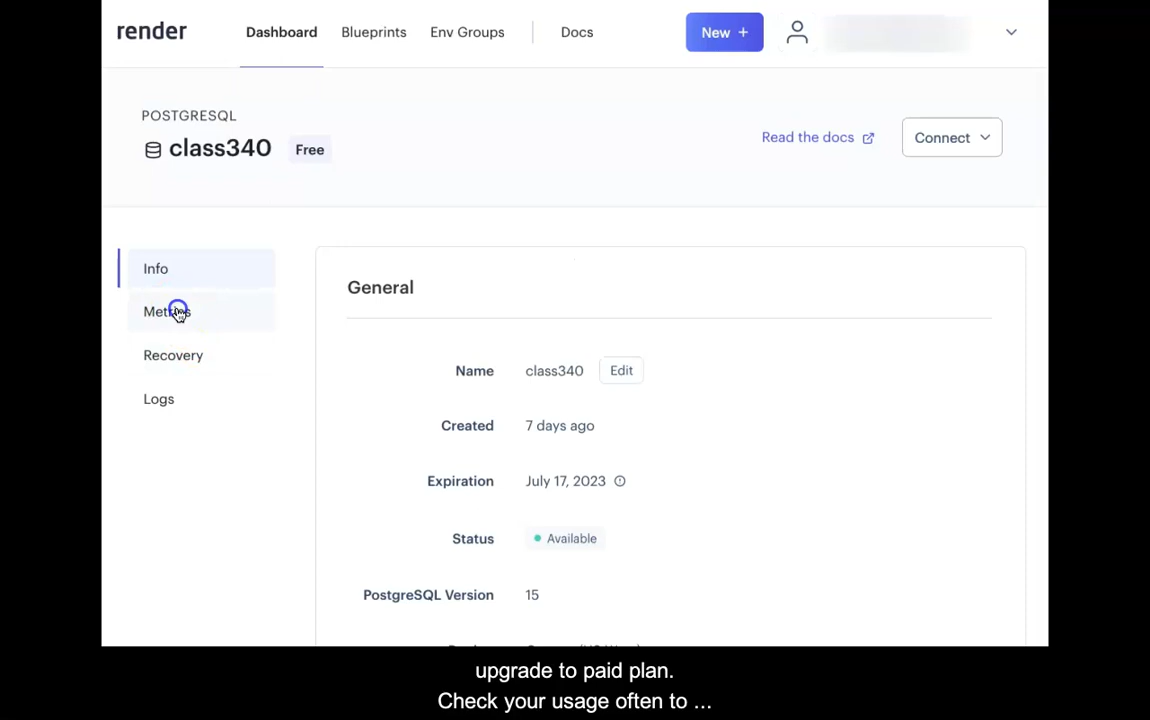 render
Dashboard Blueprints Env Groups Docs New +
POSTGRESQL
class340 Free
Read the docs Connect
Info
Metrics
Recovery
Logs
General
Name class340 Edit
Created 7 days ago
Expiration July 17, 2023
Status Available
PostgreSQL Version 15
upgrade to paid plan.
Check your usage often to ...